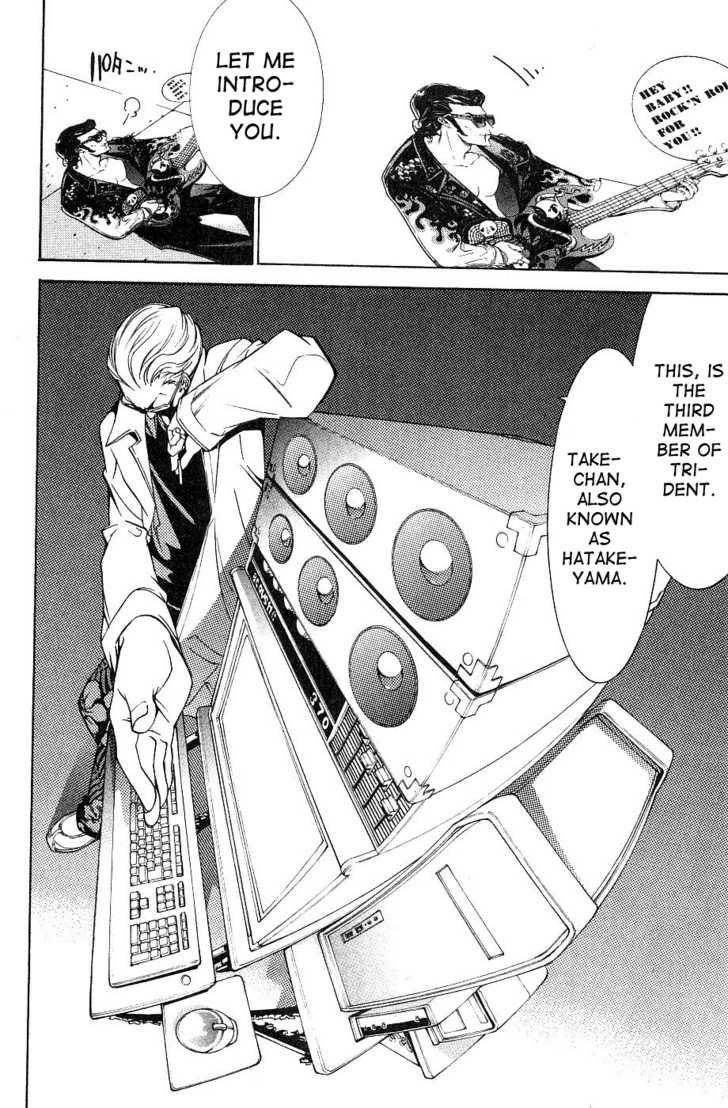 HEY
BABY!!
ROCK'N ROL
FOR
YOU!!
LET ME
INTRO-
DUCE
YOU.
THIS, IS
THE
THIRD
MEM-
BER OF
TRI-
DENT.
TAKE-
CHAN,
ALSO
KNOWN
AS
HATAKE-
YAMA.
370